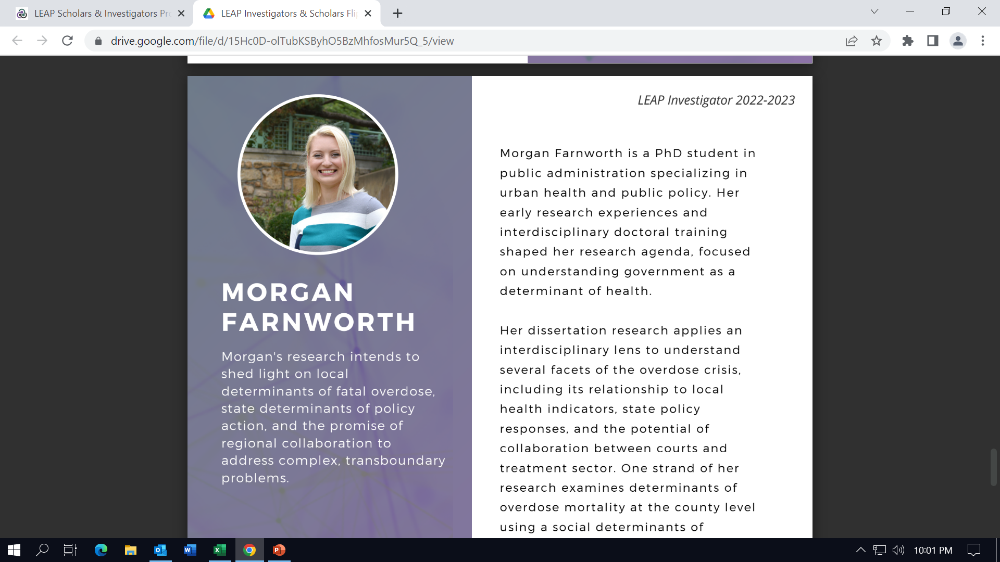 LEAP Scholars & Investigators Pr
LEAP Investigators & Scholars Fli
drive.google.com/file/d/15Hc0D-olTubKSByhO5BzMhfosMur5Q_5/view
LEAP Investigator 2022-2023
MORGAN
FARNWORTH
Morgan's research intends to
shed light on local
determinants of fatal overdose,
state determinants of policy
action, and the promise of
regional collaboration to
address complex, transboundary
problems.
Morgan Farnworth is a PhD student in
public administration specializing in
urban health and public policy. Her
early research experiences and
interdisciplinary doctoral training
shaped her research agenda, focused
on understanding government as a
determinant of health.
Her dissertation research applies an
interdisciplinary lens to understand
several facets of the overdose crisis,
including its relationship to local
health indicators, state policy
responses, and the potential of
collaboration between courts and
treatment sector. One strand of her
research examines determinants of
overdose mortality at the county level
using a social determinants of
10:01 PM